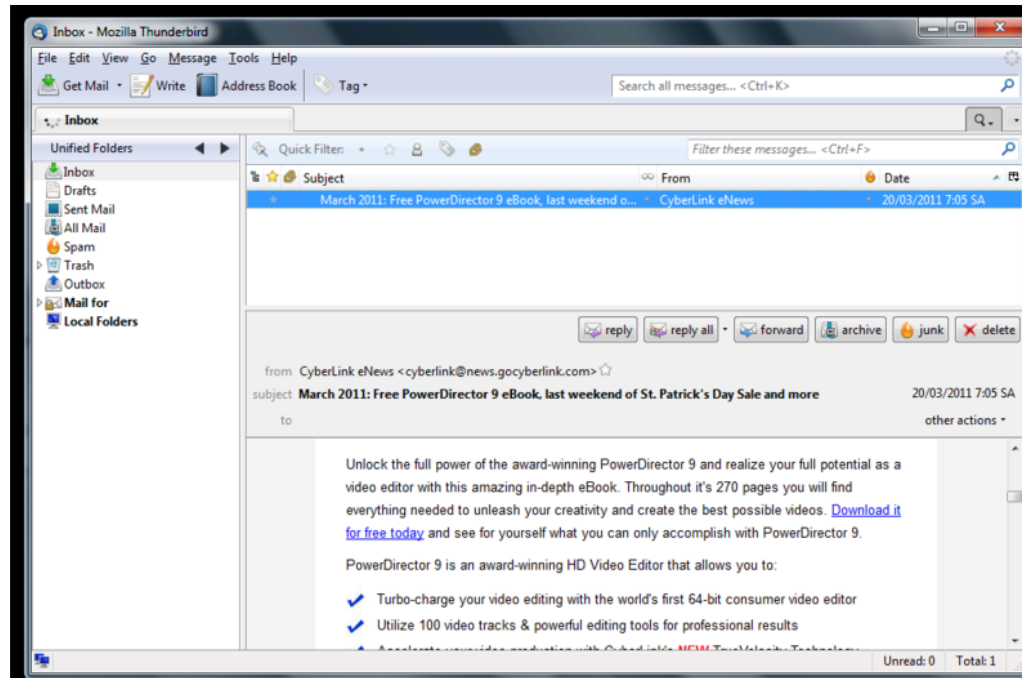 Inbox - Mozilla Thunderbird
File Edit View Go Message Tools Help
Get Mail Write Address Book Tag Search all messages... <Ctrl+K>
Inbox
Unified Folders Quick Filter: Filter these messages... <Ctrl+F>
Subject From Date
March 2011: Free PowerDirector 9 eBook, last weekend o... CyberLink eNews 20/03/2011 7:05 SA
Inbox
Drafts
Sent Mail
All Mail
Spam
Trash
Outbox
Mail for
Local Folders
reply reply all forward archive junk delete
from CyberLink eNews <cyberlink@news.gocyberlink.com>
subject March 2011: Free PowerDirector 9 eBook, last weekend of St. Patrick's Day Sale and more 20/03/2011 7:05 SA
to other actions
Unlock the full power of the award-winning PowerDirector 9 and realize your full potential as a
video editor with this amazing in-depth eBook. Throughout it's 270 pages you will find
everything needed to unleash your creativity and create the best possible videos. Download it
for free today and see for yourself what you can only accomplish with PowerDirector 9.
PowerDirector 9 is an award-winning HD Video Editor that allows you to:
Turbo-charge your video editing with the world's first 64-bit consumer video editor
Utilize 100 video tracks & powerful editing tools for professional results
Accelerate your video production with CyberLink's NEW TrueVelocity Technology
Unread: 0 Total: 1